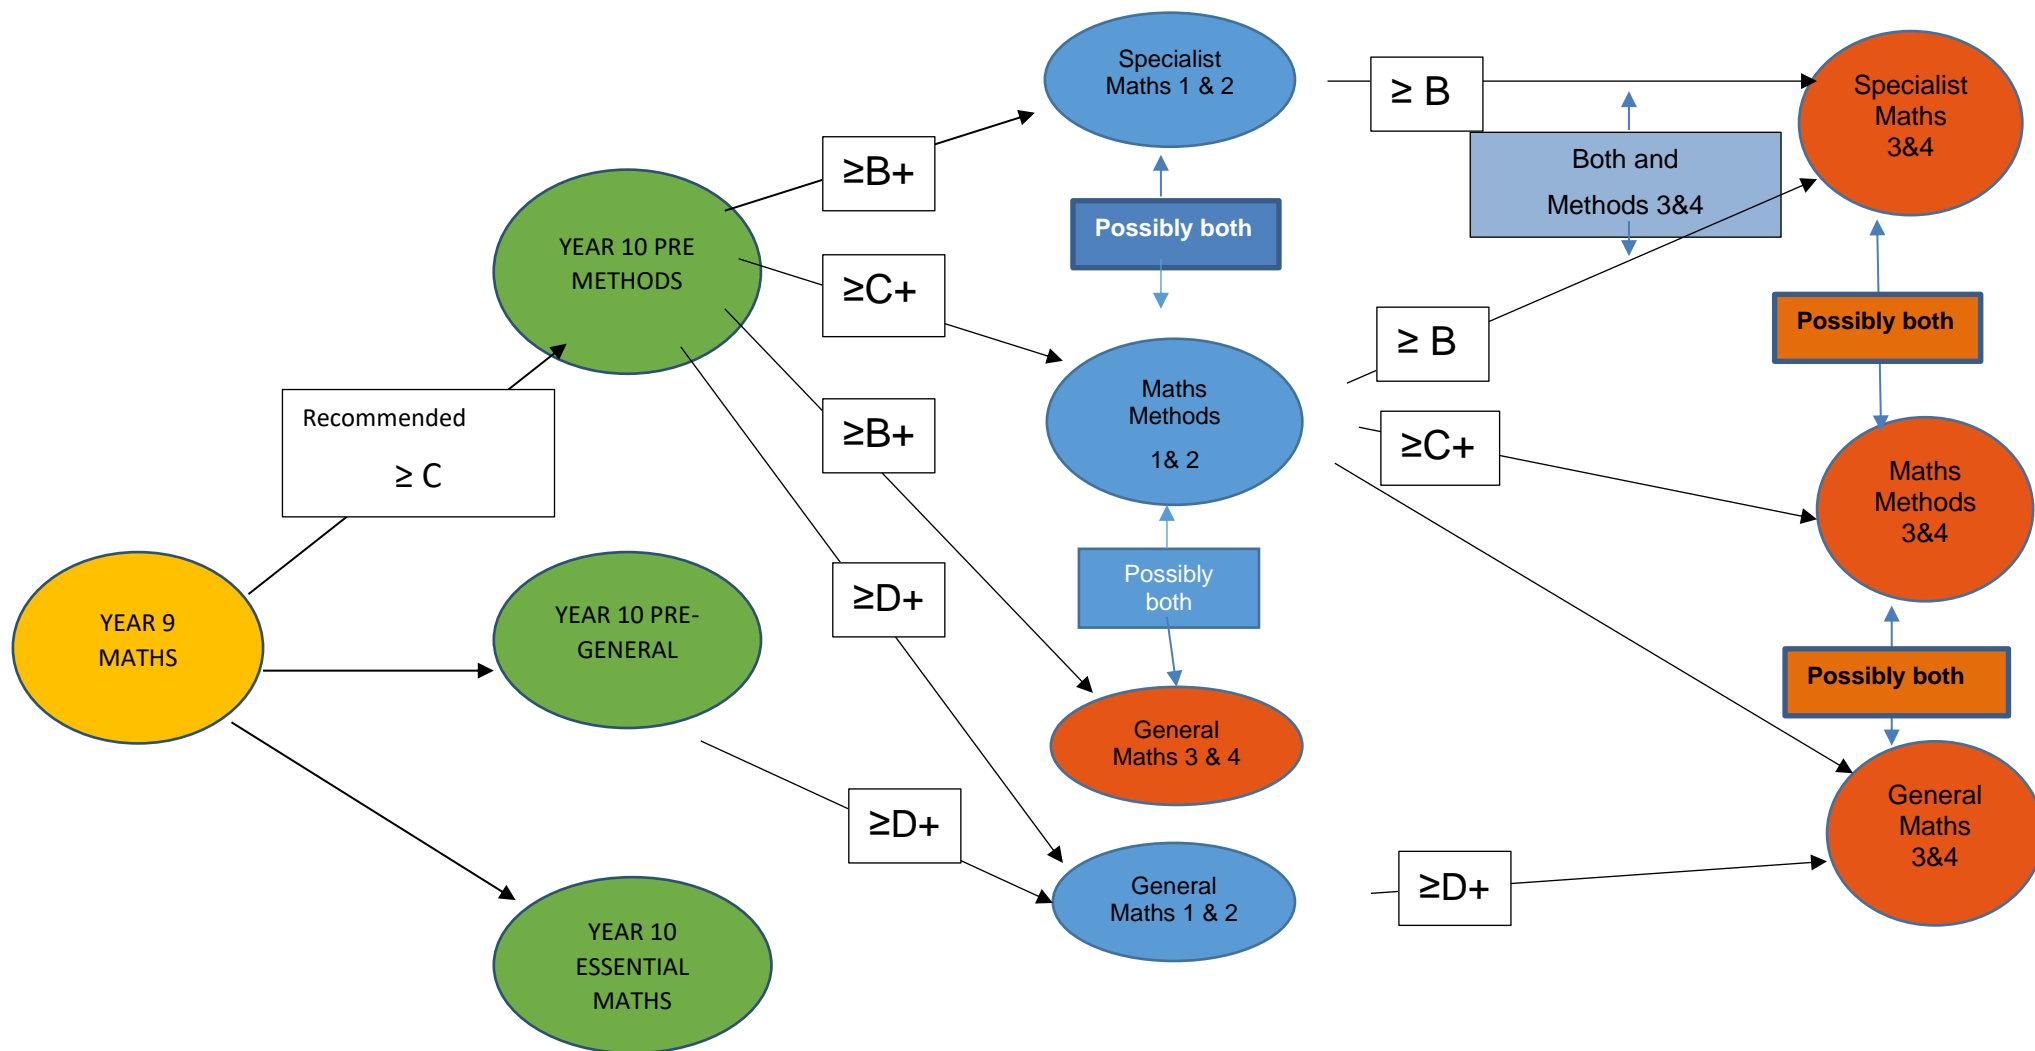 Specialist
Maths 1 & 2
≥ B
Specialist
Maths
3&4
≥B+
Both and
Methods 3&4
YEAR 10 PRE
METHODS
Possibly both
≥C+
Possibly both
≥ B
Recommended
≥ C
Maths
Methods
1& 2
≥B+
≥C+
Maths
Methods
3&4
YEAR 9
MATHS
YEAR 10 PRE-
GENERAL
≥D+
Possibly
both
Possibly both
General
Maths 3 & 4
≥D+
General
Maths
3&4
General
Maths 1 & 2
≥D+
YEAR 10
ESSENTIAL
MATHS